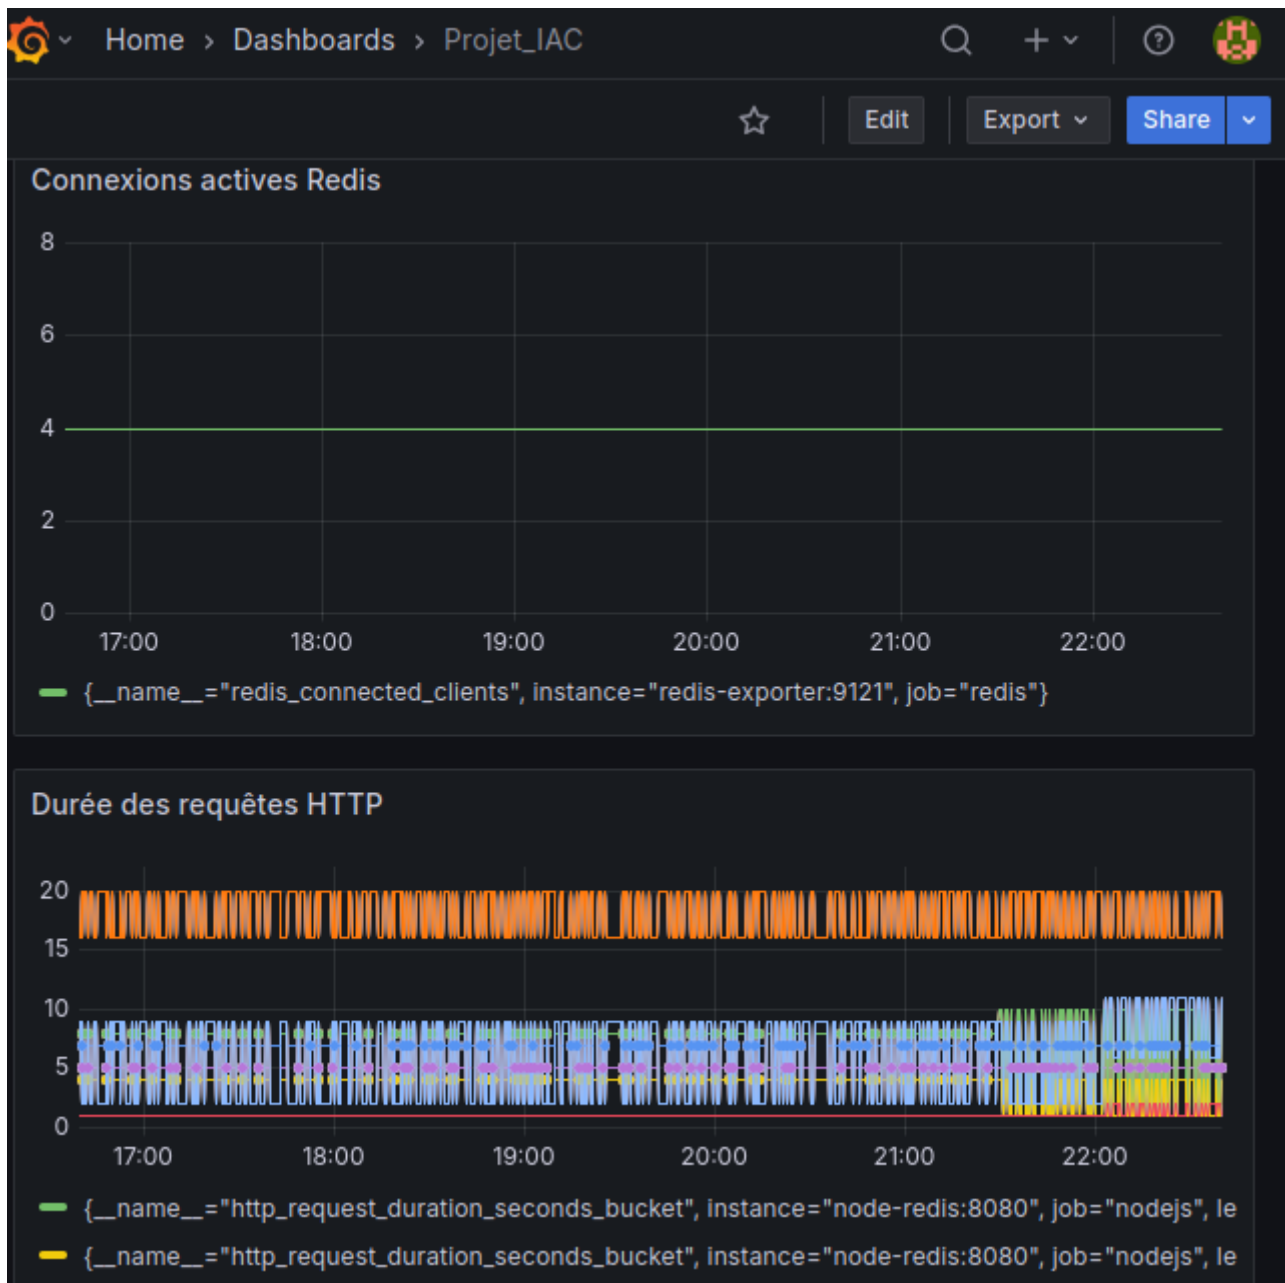 Home › Dashboards › Projet_IAC
Edit Export Share
Connexions actives Redis
8
6
4
2
0
17:00 18:00 19:00 20:00 21:00 22:00
{__name__="redis_connected_clients", instance="redis-exporter:9121", job="redis"}
Durée des requêtes HTTP
20
15
10
5
0
17:00 18:00 19:00 20:00 21:00 22:00
{__name__="http_request_duration_seconds_bucket", instance="node-redis:8080", job="nodejs", le
{__name__="http_request_duration_seconds_bucket", instance="node-redis:8080", job="nodejs", le